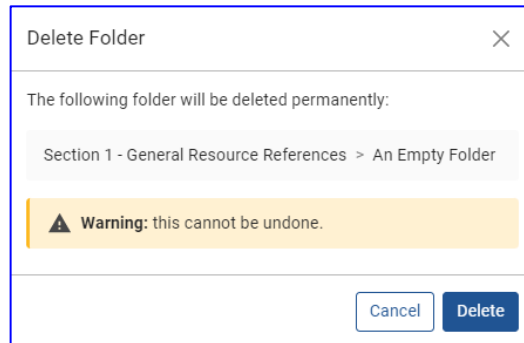 Delete Folder
The following folder will be deleted permanently:
Section 1 - General Resource References > An Empty Folder
Warning: this cannot be undone.
Cancel Delete